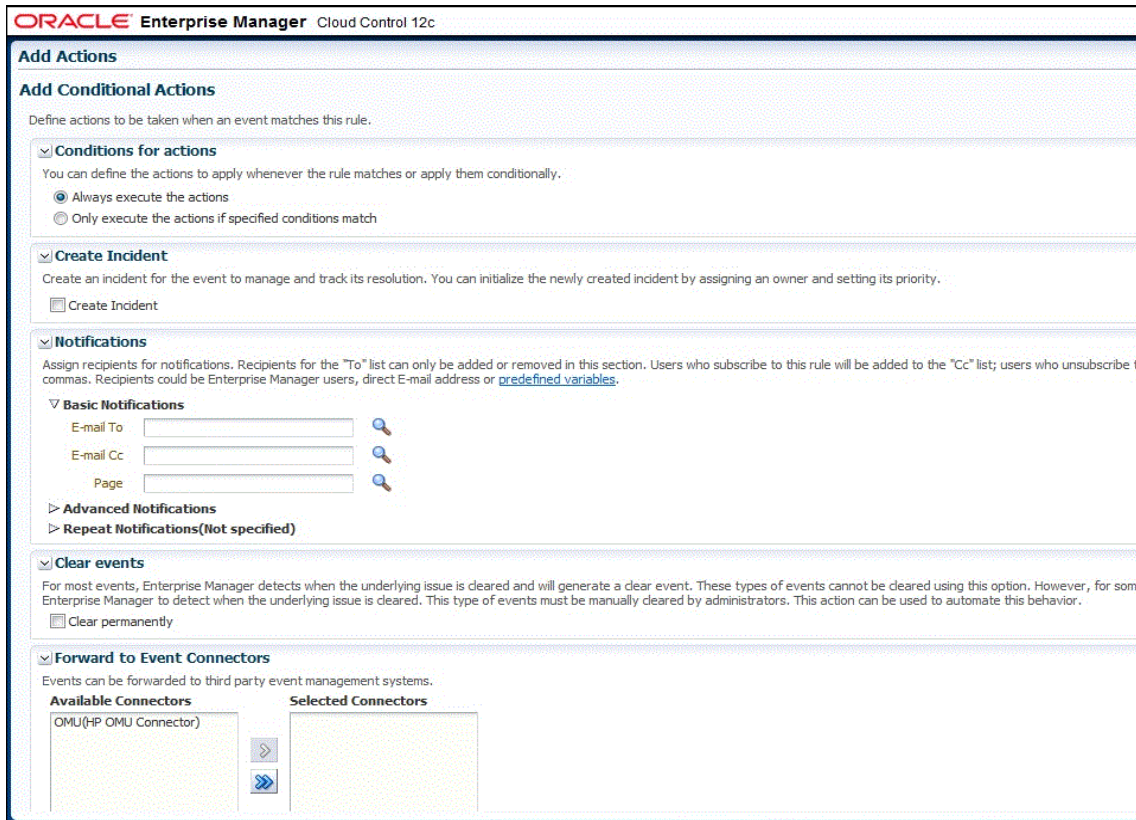 ORACLE Enterprise Manager Cloud Control 12c
Add Actions
Add Conditional Actions
Define actions to be taken when an event matches this rule.
Conditions for actions
You can define the actions to apply whenever the rule matches or apply them conditionally.
Always execute the actions
Only execute the actions if specified conditions match
Create Incident
Create an incident for the event to manage and track its resolution. You can initialize the newly created incident by assigning an owner and setting its priority.
Create Incident
Notifications
Assign recipients for notifications. Recipients for the "To" list can only be added or removed in this section. Users who subscribe to this rule will be added to the "Cc" list; users who unsubscribe
commas. Recipients could be Enterprise Manager users, direct E-mail address or predefined variables.
Basic Notifications
E-mail To
E-mail Cc
Page
Advanced Notifications
Repeat Notifications(Not specified)
Clear events
For most events, Enterprise Manager detects when the underlying issue is cleared and will generate a clear event. These types of events cannot be cleared using this option. However, for som
Enterprise Manager to detect when the underlying issue is cleared. This type of events must be manually cleared by administrators. This action can be used to automate this behavior.
Clear permanently
Forward to Event Connectors
Events can be forwarded to third party event management systems.
Available Connectors Selected Connectors
OMU(HP OMU Connector)